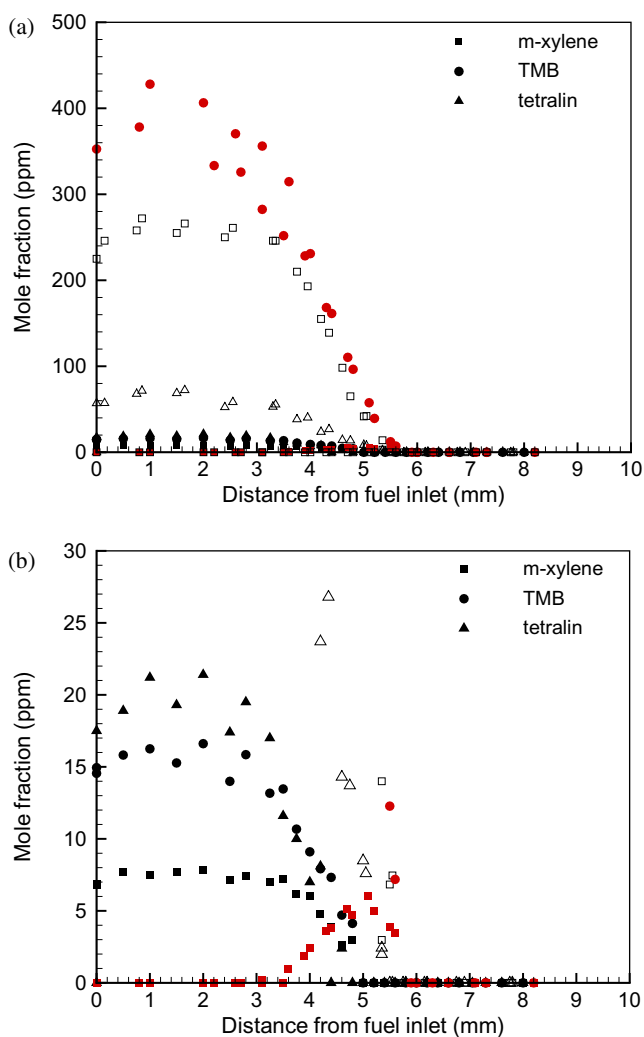 (a)
500
400
300
200
100
0
Mole fraction (ppm)
m-xylene
TMB
tetralin
0 1 2 3 4 5 6 7 8 9 10
Distance from fuel inlet (mm)
(b)
30
25
20
15
10
5
0
Mole fraction (ppm)
m-xylene
TMB
tetralin
0 1 2 3 4 5 6 7 8 9 10
Distance from fuel inlet (mm)